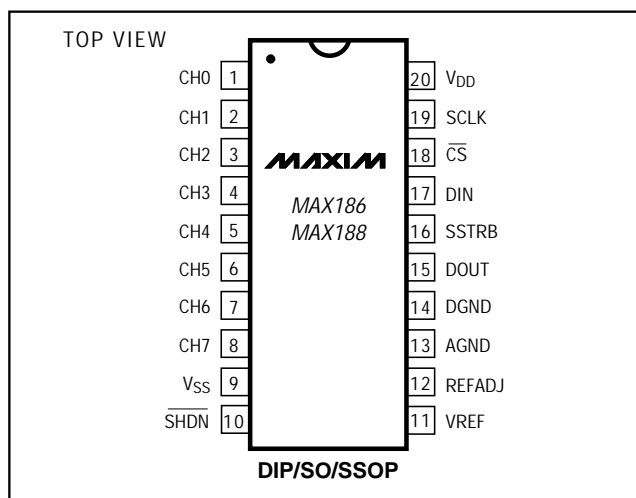 TOP VIEW
CH0 1
CH1 2
CH2 3
CH3 4
CH4 5
CH5 6
CH6 7
CH7 8
VSS 9
SHDN 10
MAXIM
MAX186
MAX188
20 VDD
19 SCLK
18 CS
17 DIN
16 SSTRB
15 DOUT
14 DGND
13 AGND
12 REFADJ
11 VREF
DIP/SO/SSOP